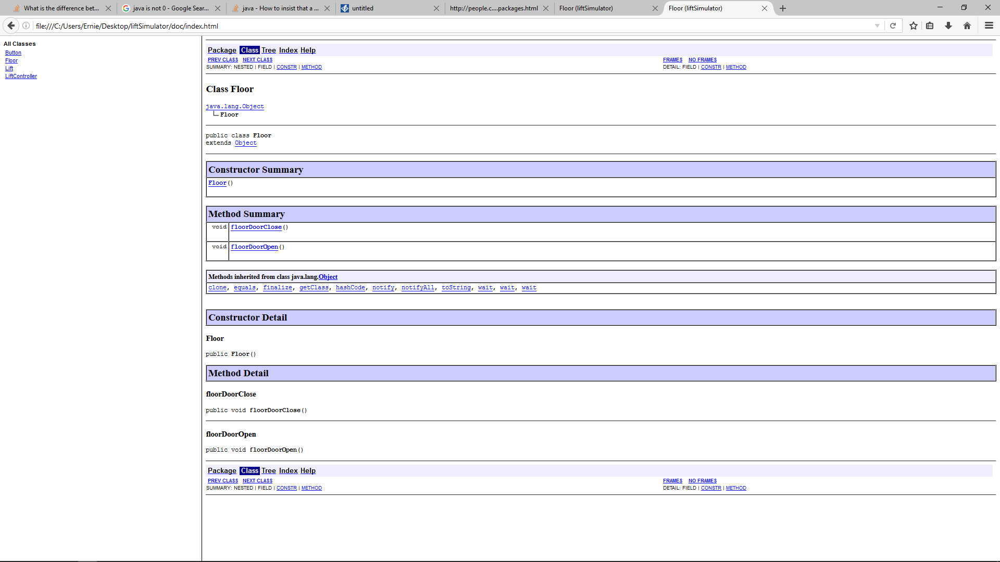 What is the difference bet...
java is not 0 - Google Sear...
java - How to insist that a ...
untitled
http://people.c....packages.html
Floor (liftSimulator)
Floor (liftSimulator)
file:///C:/Users/Ernie/Desktop/liftSimulator/doc/index.html
All Classes
Button
Floor
Lift
LiftController
Package Class Tree Index Help
PREV CLASS NEXT CLASS FRAMES NO FRAMES
SUMMARY: NESTED | FIELD | CONSTR | METHOD DETAIL: FIELD | CONSTR | METHOD
Class Floor
java.lang.Object
Floor
public class Floor
extends Object
Constructor Summary
Floor()
Method Summary
void floorDoorClose()
void floorDoorOpen()
Methods inherited from class java.lang.Object
clone, equals, finalize, getClass, hashCode, notify, notifyAll, toString, wait, wait, wait
Constructor Detail
Floor
public Floor()
Method Detail
floorDoorClose
public void floorDoorClose()
floorDoorOpen
public void floorDoorOpen()
Package Class Tree Index Help
PREV CLASS NEXT CLASS FRAMES NO FRAMES
SUMMARY: NESTED | FIELD | CONSTR | METHOD DETAIL: FIELD | CONSTR | METHOD